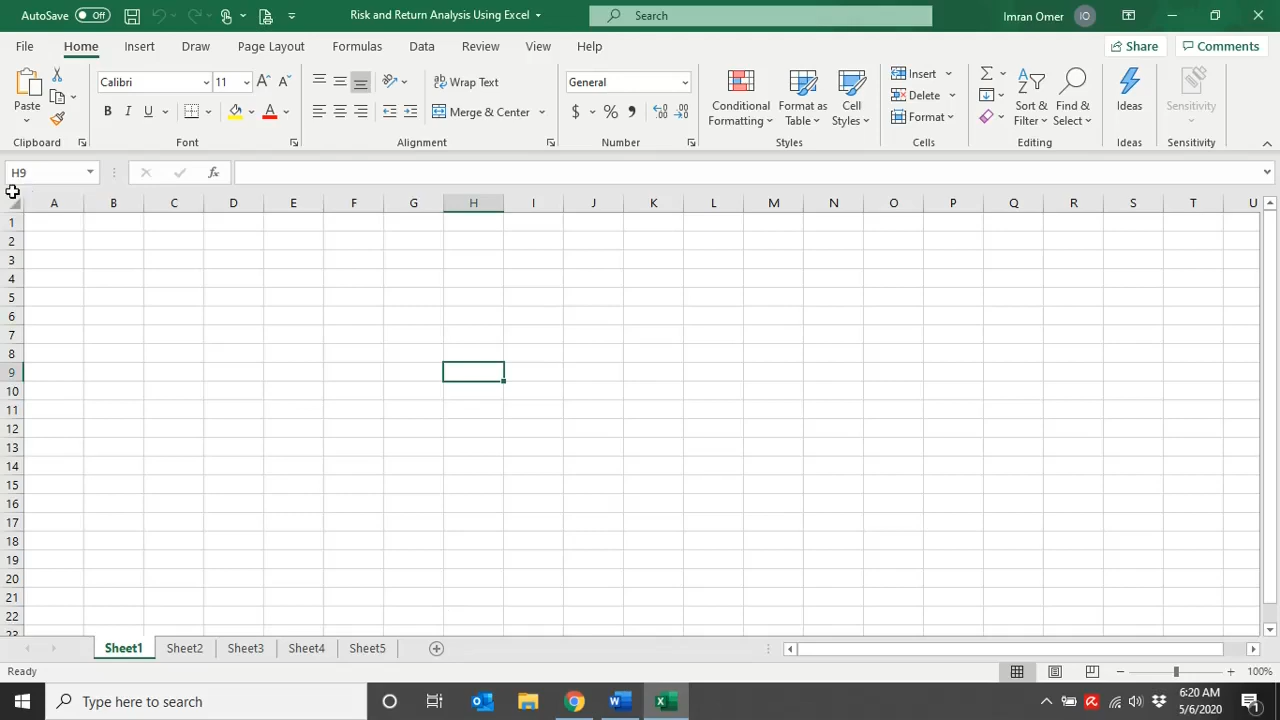 AutoSave Off Risk and Return Analysis Using Excel Search Imran Omer IO
File Home Insert Draw Page Layout Formulas Data Review View Help Share Comments
Paste Calibri 11 Wrap Text General Conditional Formatting Format as Table Cell Styles Insert Sort & Filter Find & Select Ideas Sensitivity
B I U Merge & Center $ % , Delete
Format
Clipboard Font Alignment Number Styles Cells Editing Ideas Sensitivity
H9 fx
A B C D E F G H I J K L M N O P Q R S T U
1
2
3
4
5
6
7
8
9
10
11
12
13
14
15
16
17
18
19
20
21
22
23
Sheet1 Sheet2 Sheet3 Sheet4 Sheet5
Ready 100%
Type here to search 6:20 AM
5/6/2020 1